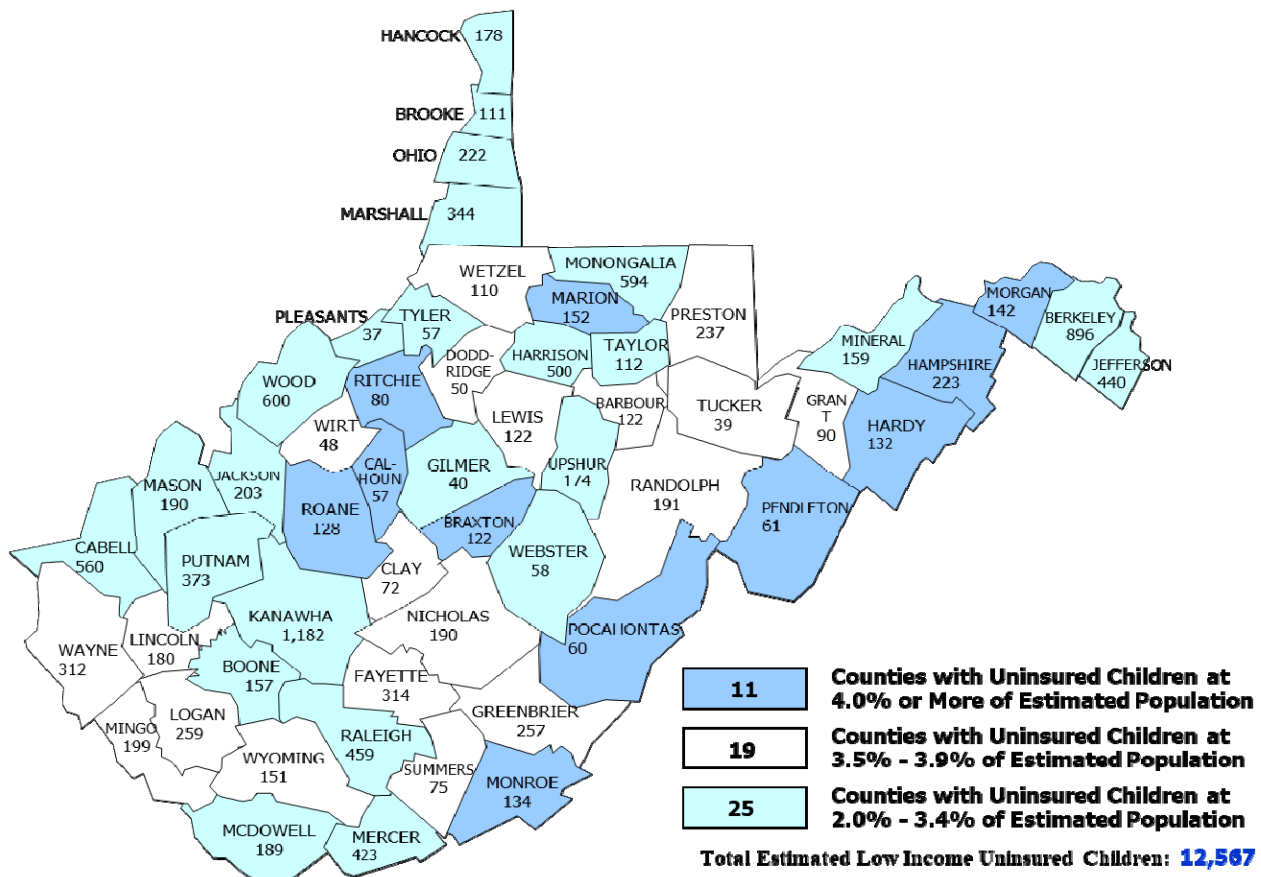 HANCOCK 178
BROOKE 111
OHIO 222
MARSHALL 344
WETZEL
110
MONONGALIA
594
MARION
152
PRESTON
237
MORGAN
142
BERKELEY
896
JEFFERSON
440
MINERAL
159
HAMPSHIRE
223
PLEASANTS 37
TYLER
57
DODD-
RIDGE
50
HARRISON
500
TAYLOR
112
WOOD
600
RITCHIE
80
BARBOUR
122
TUCKER
39
GRAN
T
90
HARDY
132
WIRT
48
LEWIS
122
CAL-
HOUN
57
GILMER
40
UPSHUR
174
RANDOLPH
191
PENDLETON
61
JACKSON
203
MASON
190
ROANE
128
BRAXTON
122
WEBSTER
58
CABELL
560
PUTNAM
373
CLAY
72
KANAWHA
1,182
NICHOLAS
190
POCAHONTAS
60
WAYNE
312
LINCOLN
180
BOONE
157
FAYETTE
314
GREENBRIER
257
MINGO
199
LOGAN
259
RALEIGH
459
WYOMING
151
SUMMERS
75
MONROE
134
MCDOWELL
189
MERCER
423
11 Counties with Uninsured Children at
4.0% or More of Estimated Population
19 Counties with Uninsured Children at
3.5% - 3.9% of Estimated Population
25 Counties with Uninsured Children at
2.0% - 3.4% of Estimated Population
Total Estimated Low Income Uninsured Children: 12,567